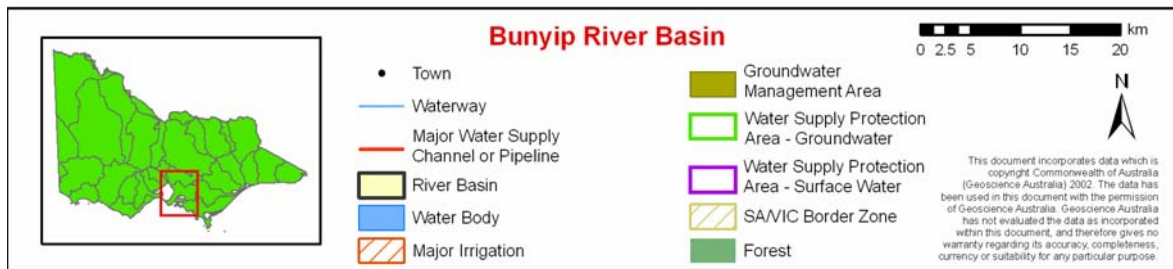 Bunyip River Basin
Town
Waterway
Major Water Supply
Channel or Pipeline
River Basin
Water Body
Major Irrigation
Groundwater
Management Area
Water Supply Protection
Area - Groundwater
Water Supply Protection
Area - Surface Water
SA/VIC Border Zone
Forest
km
0 2.5 5 10 15 20
N
This document incorporates data which is
copyright Commonwealth of Australia
(Geoscience Australia) 2002. The data has
been used in this document with the permission
of Geoscience Australia. Geoscience Australia
has not evaluated the data as incorporated
within this document, and therefore gives no
warranty regarding its accuracy, completeness,
currency or suitability for any particular purpose.